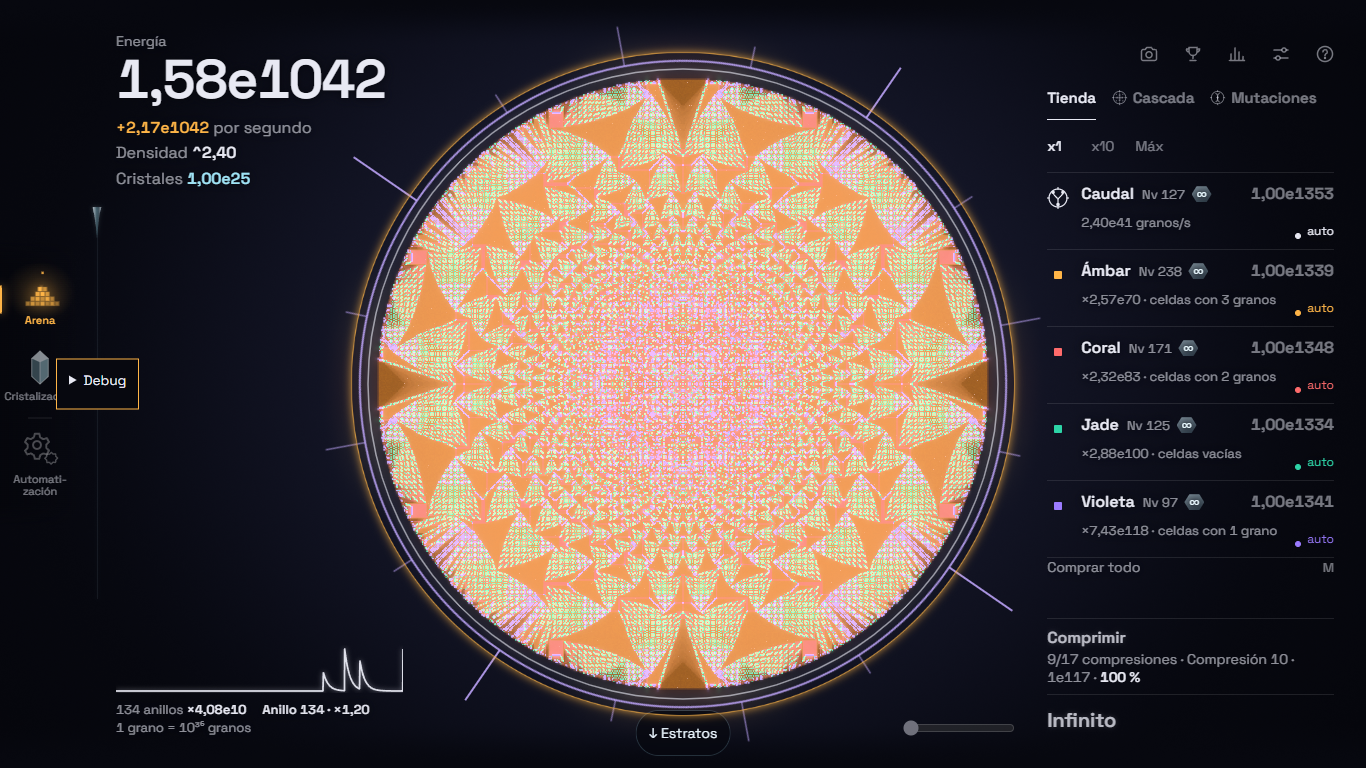 Energía
1,58e1042
+2,17e1042 por segundo
Densidad ^2,40
Cristales 1,00e25
Arena
Debug
Automati-
zación
134 anillos ×4,08e10 Anillo 134 · ×1,20
1 grano = 10³⁶ granos
↓ Estratos
Tienda Cascada Mutaciones
x1 x10 Máx
Caudal Nv 127 ∞ 1,00e1353
2,40e41 granos/s
auto
Ámbar Nv 238 ∞ 1,00e1339
×2,57e70 · celdas con 3 granos
auto
Coral Nv 171 ∞ 1,00e1348
×2,32e83 · celdas con 2 granos
auto
Jade Nv 125 ∞ 1,00e1334
×2,88e100 · celdas vacías
auto
Violeta Nv 97 ∞ 1,00e1341
×7,43e118 · celdas con 1 grano
auto
Comprar todo M
Comprimir
9/17 compresiones · Compresión 10 ·
1e117 · 100 %
Infinito